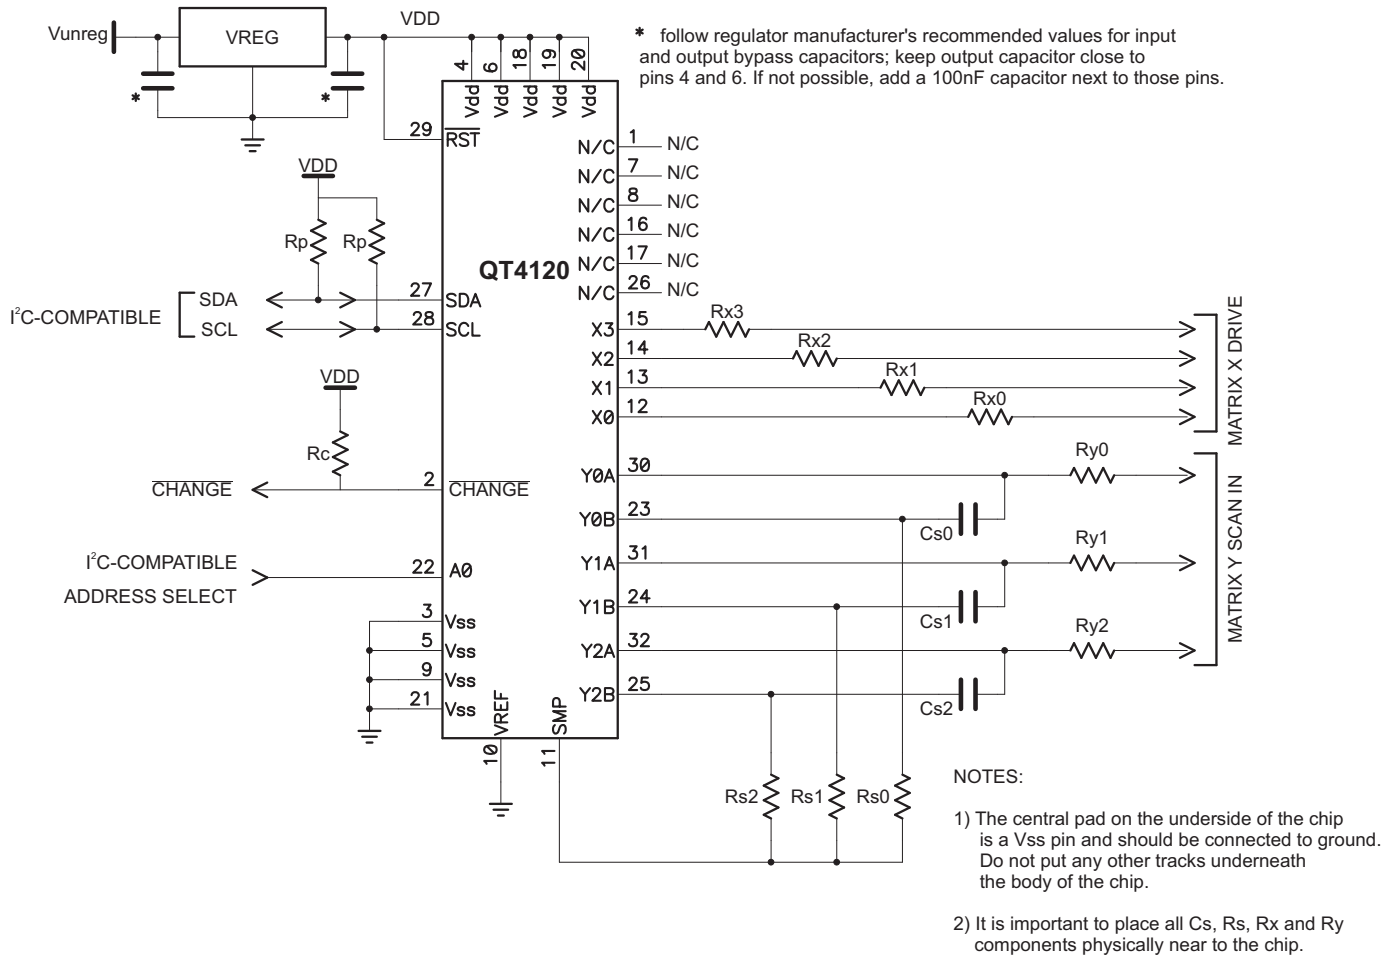 Vunreg
VREG
VDD
* follow regulator manufacturer's recommended values for input
and output bypass capacitors; keep output capacitor close to
pins 4 and 6. If not possible, add a 100nF capacitor next to those pins.
*
*
4
6
18
19
20
Vdd
Vdd
Vdd
Vdd
Vdd
29
RST
N/C 1 N/C
N/C 7 N/C
N/C 8 N/C
N/C 16 N/C
N/C 17 N/C
N/C 26 N/C
VDD
Rp
Rp
QT4120
I²C-COMPATIBLE
SDA
SCL
27 SDA
28 SCL
X3 15 Rx3
X2 14 Rx2
X1 13 Rx1
X0 12 Rx0
MATRIX X DRIVE
VDD
Rc
CHANGE
2 CHANGE
Y0A 30 Ry0
Y0B 23 Cs0
Y1A 31 Ry1
Y1B 24 Cs1
Y2A 32 Ry2
Y2B 25 Cs2
MATRIX Y SCAN IN
I²C-COMPATIBLE
ADDRESS SELECT
22 A0
3 Vss
5 Vss
9 Vss
21 Vss
VREF
10
SMP
11
Rs2
Rs1
Rs0
NOTES:
1) The central pad on the underside of the chip
is a Vss pin and should be connected to ground.
Do not put any other tracks underneath
the body of the chip.
2) It is important to place all Cs, Rs, Rx and Ry
components physically near to the chip.